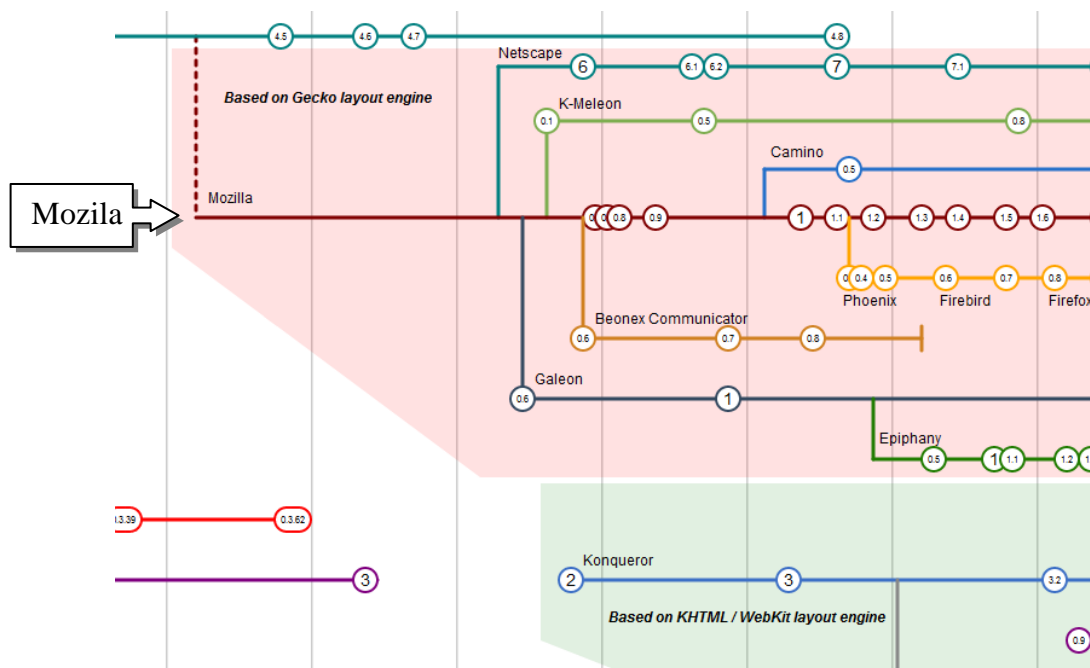 4.5 4.6 4.7 4.8
Netscape
6 6.1 6.2 7 7.1
Based on Gecko layout engine
K-Meleon
0.1 0.5 0.8
Camino
0.5
Mozilla
Mozila
0.8 0.9 1 1.1 1.2 1.3 1.4 1.5 1.6
0.4 0.5 0.6 0.7 0.8
Phoenix Firebird Firefox
Beonex Communicator
0.6 0.7 0.8
Galeon
0.6 1
Epiphany
0.5 1 1.1 1.2
0.3.62
Konqueror
3 2 3 3.2
Based on KHTML / WebKit layout engine
0.9